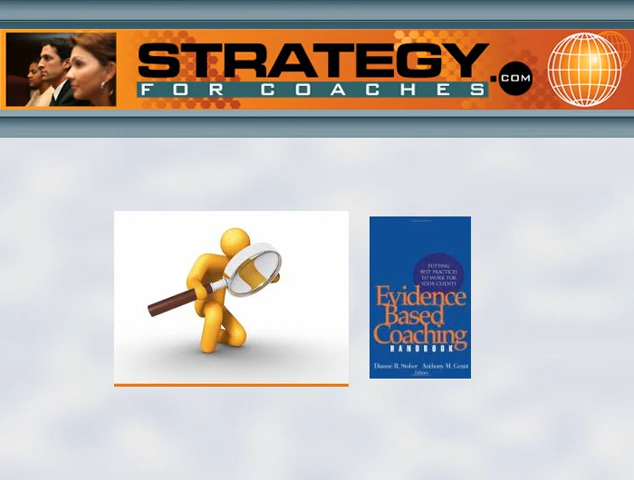 STRATEGY.COM
FOR COACHES
PUTTING
BEST PRACTICES
TO WORK FOR
YOUR CLIENTS
Evidence
Based
Coaching
HANDBOOK
Dianne R. Stober Anthony M. Grant
Editors